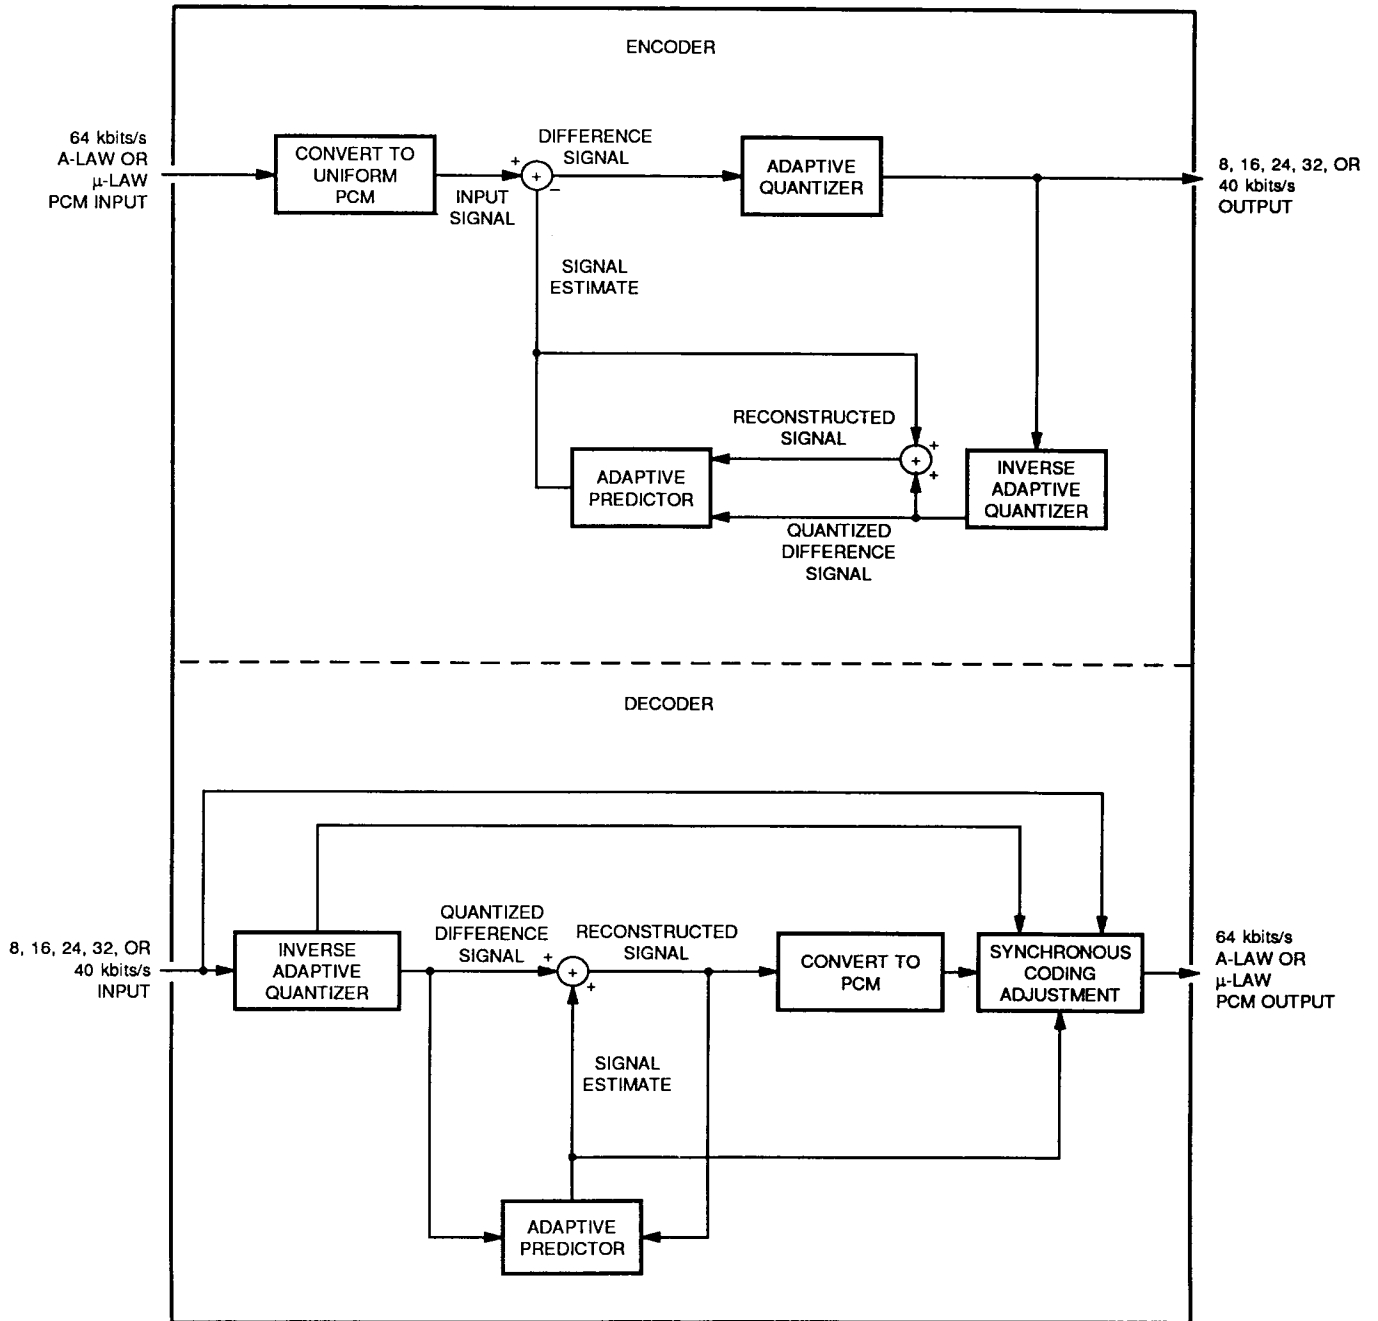 ENCODER
64 kbits/s
A-LAW OR
μ-LAW
PCM INPUT
CONVERT TO
UNIFORM
PCM
+
INPUT
SIGNAL
+
−
DIFFERENCE
SIGNAL
ADAPTIVE
QUANTIZER
8, 16, 24, 32, OR
40 kbits/s
OUTPUT
SIGNAL
ESTIMATE
RECONSTRUCTED
SIGNAL
+
+
+
ADAPTIVE
PREDICTOR
INVERSE
ADAPTIVE
QUANTIZER
QUANTIZED
DIFFERENCE
SIGNAL
DECODER
8, 16, 24, 32, OR
40 kbits/s
INPUT
INVERSE
ADAPTIVE
QUANTIZER
QUANTIZED
DIFFERENCE
SIGNAL
+
+
+
RECONSTRUCTED
SIGNAL
CONVERT TO
PCM
SYNCHRONOUS
CODING
ADJUSTMENT
64 kbits/s
A-LAW OR
μ-LAW
PCM OUTPUT
SIGNAL
ESTIMATE
ADAPTIVE
PREDICTOR